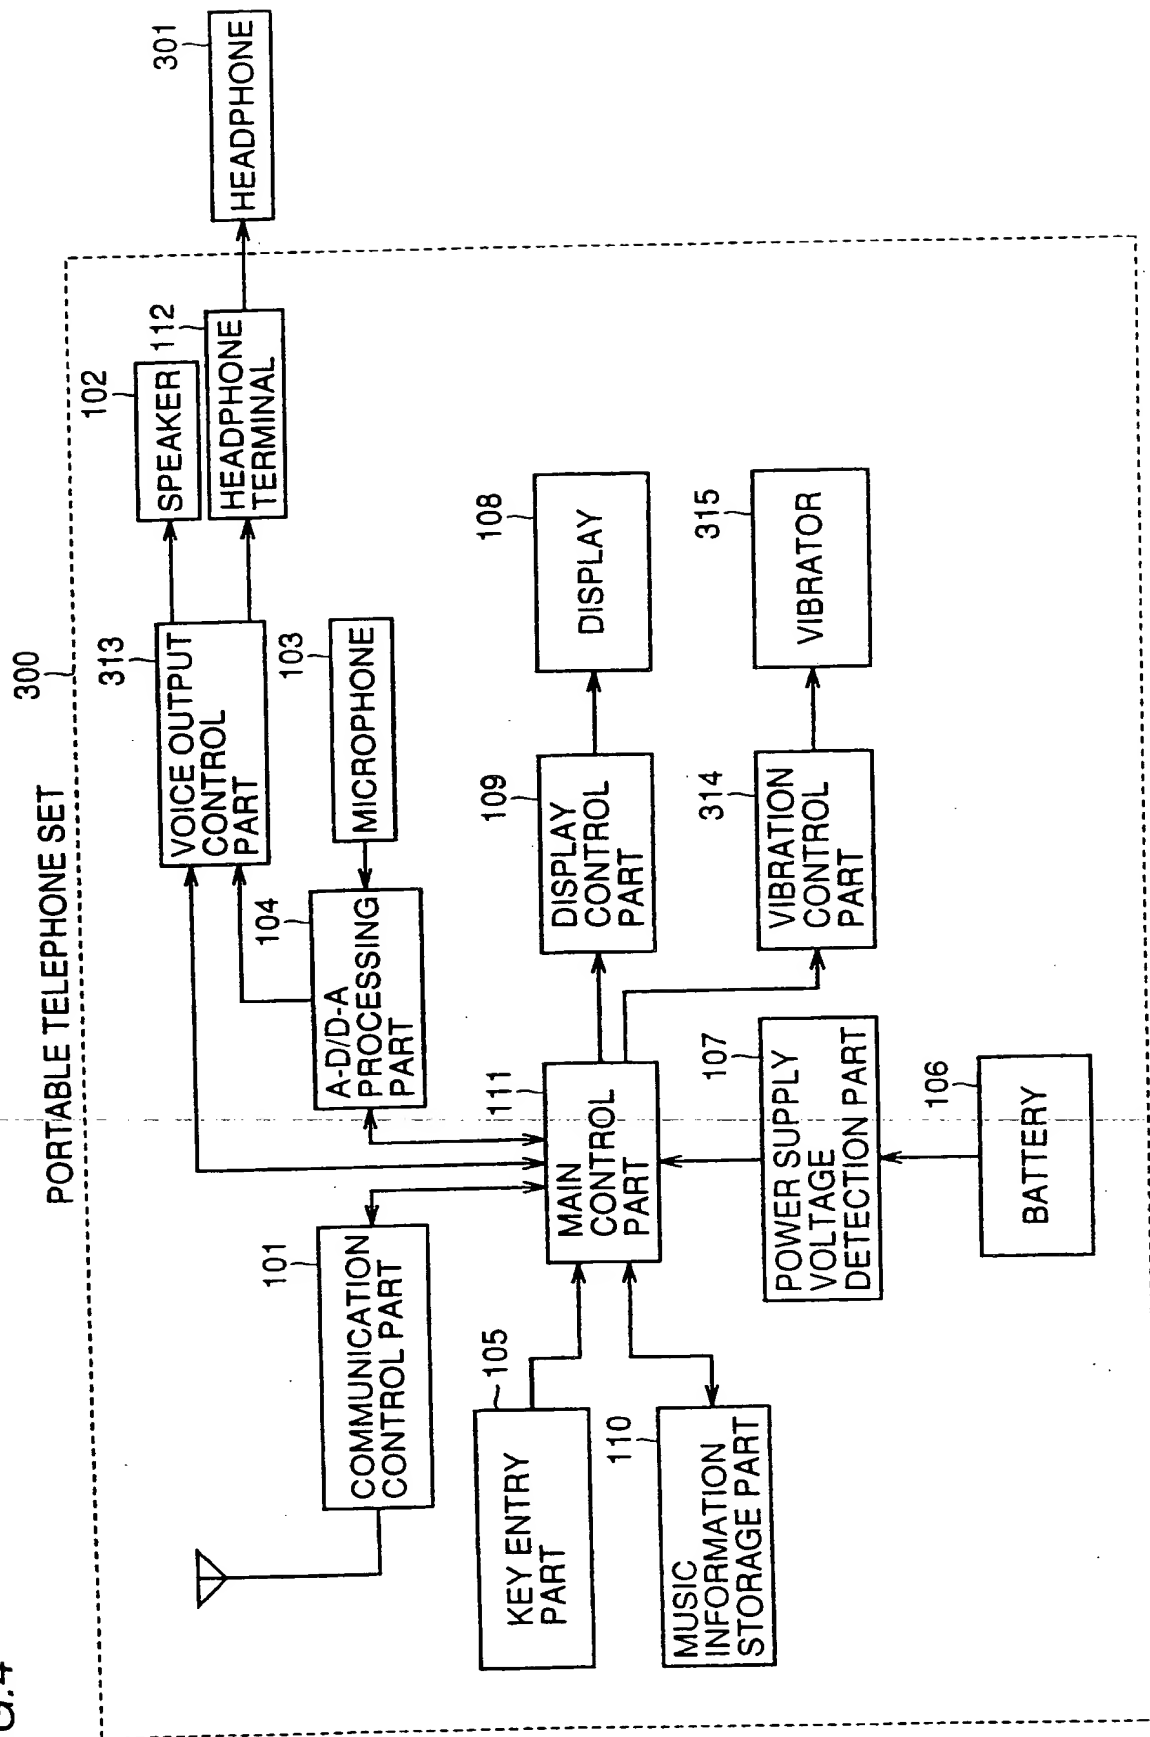 G.4
PORTABLE TELEPHONE SET
300
301
HEADPHONE
102
SPEAKER
112
HEADPHONE
TERMINAL
313
VOICE OUTPUT
CONTROL
PART
103
MICROPHONE
104
A-D/D-A
PROCESSING
PART
101
COMMUNICATION
CONTROL PART
108
DISPLAY
109
DISPLAY
CONTROL
PART
111
MAIN
CONTROL
PART
105
KEY ENTRY
PART
315
VIBRATOR
314
VIBRATION
CONTROL
PART
107
POWER SUPPLY
VOLTAGE
DETECTION PART
110
MUSIC
INFORMATION
STORAGE PART
106
BATTERY